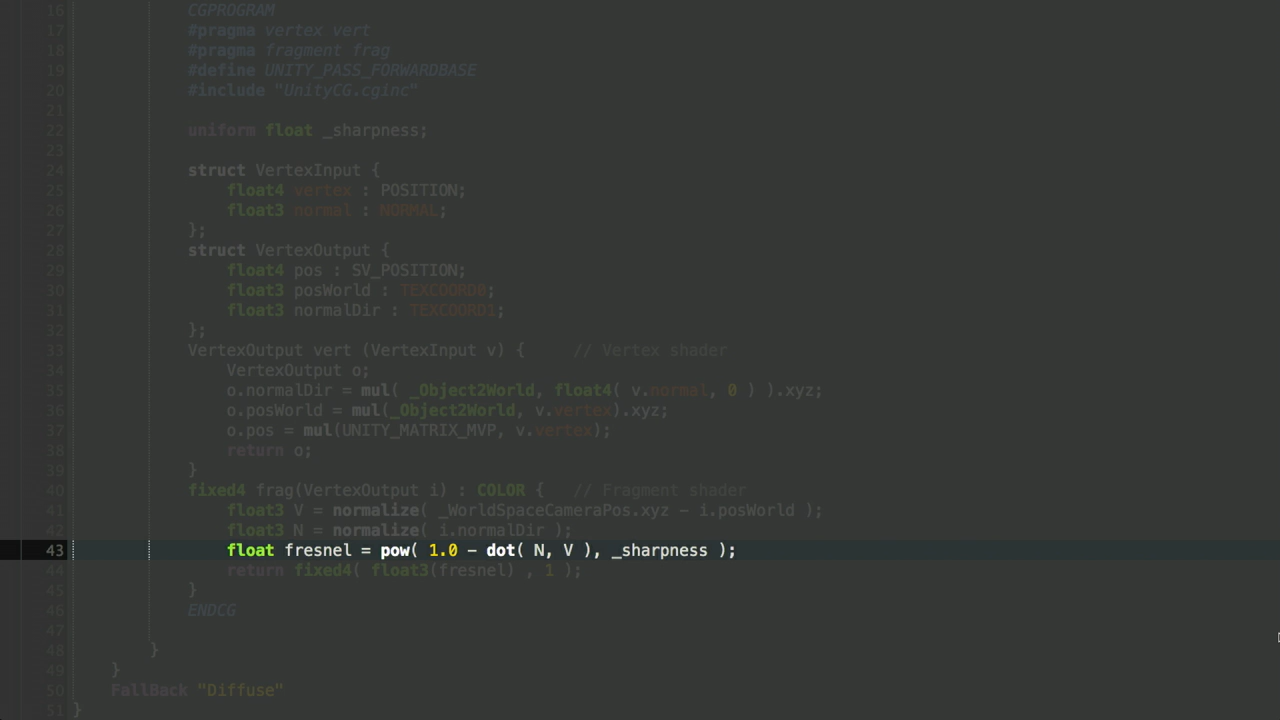 16 CGPROGRAM
17 #pragma vertex vert
18 #pragma fragment frag
19 #define UNITY_PASS_FORWARDBASE
20 #include "UnityCG.cginc"
21
22 uniform float _sharpness;
23
24 struct VertexInput {
25 float4 vertex : POSITION;
26 float3 normal : NORMAL;
27 };
28 struct VertexOutput {
29 float4 pos : SV_POSITION;
30 float3 posWorld : TEXCOORD0;
31 float3 normalDir : TEXCOORD1;
32 };
33 VertexOutput vert (VertexInput v) { // Vertex shader
34 VertexOutput o;
35 o.normalDir = mul( _Object2World, float4( v.normal, 0 ) ).xyz;
36 o.posWorld = mul(_Object2World, v.vertex).xyz;
37 o.pos = mul(UNITY_MATRIX_MVP, v.vertex);
38 return o;
39 }
40 fixed4 frag(VertexOutput i) : COLOR { // Fragment shader
41 float3 V = normalize( _WorldSpaceCameraPos.xyz - i.posWorld );
42 float3 N = normalize( i.normalDir );
43 float fresnel = pow( 1.0 - dot( N, V ), _sharpness );
44 return fixed4( float3(fresnel) , 1 );
45 }
46 ENDCG
47
48 }
49 }
50 FallBack "Diffuse"
51 }